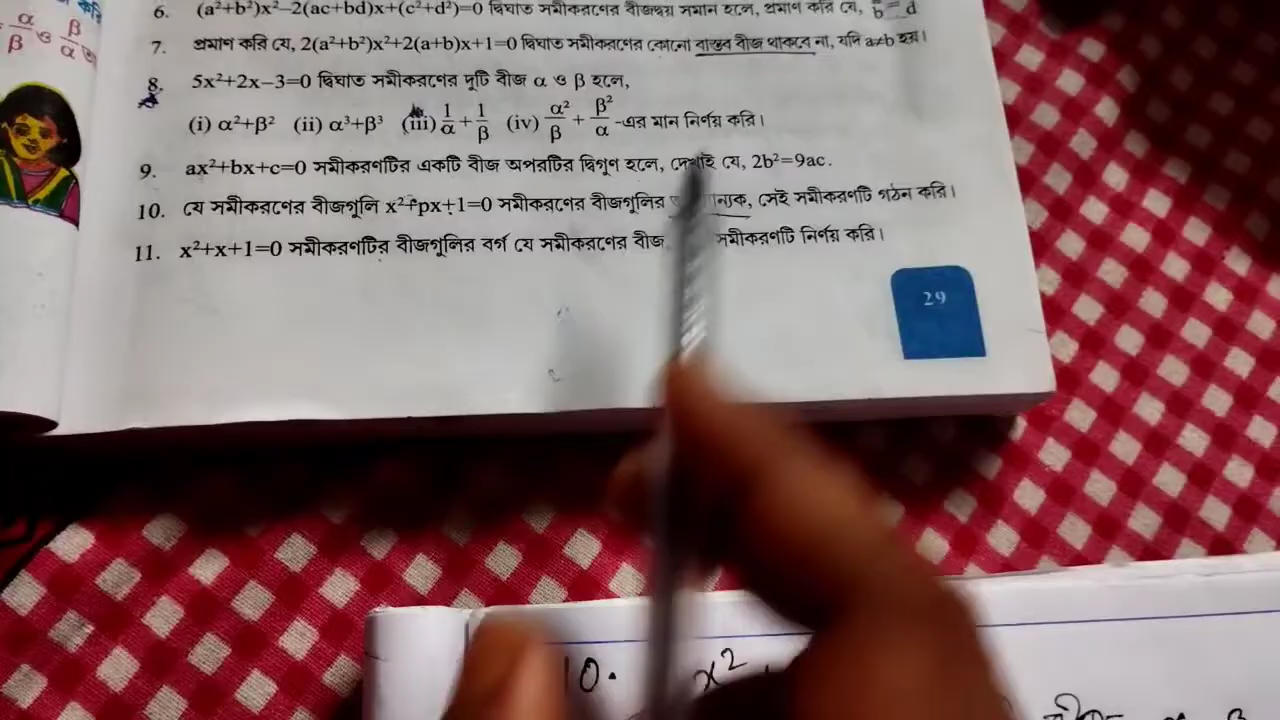 α/β ও β/α
6. (a²+b²)x²−2(ac+bd)x+(c²+d²)=0 দ্বিঘাত সমীকরণের বীজদ্বয় সমান হলে, প্রমাণ করি যে,
7. প্রমাণ করি যে, 2(a²+b²)x²+2(a+b)x+1=0 দ্বিঘাত সমীকরণের কোনো বাস্তব বীজ থাকবে না, যদি a≠b হয়।
8. 5x²+2x−3=0 দ্বিঘাত সমীকরণের দুটি বীজ α ও β হলে,
(i) α²+β² (ii) α³+β³ (iii) 1/α + 1/β (iv) α²/β + β²/α -এর মান নির্ণয় করি।
9. ax²+bx+c=0 সমীকরণটির একটি বীজ অপরটির দ্বিগুণ হলে, দেখাই যে, 2b²=9ac.
10. যে সমীকরণের বীজগুলি x²+px+1=0 সমীকরণের বীজগুলির সেই সমীকরণটি গঠন করি।
11. x²+x+1=0 সমীকরণটির বীজগুলির বর্গ যে সমীকরণের বীজ সমীকরণটি নির্ণয় করি।
29
10. x²